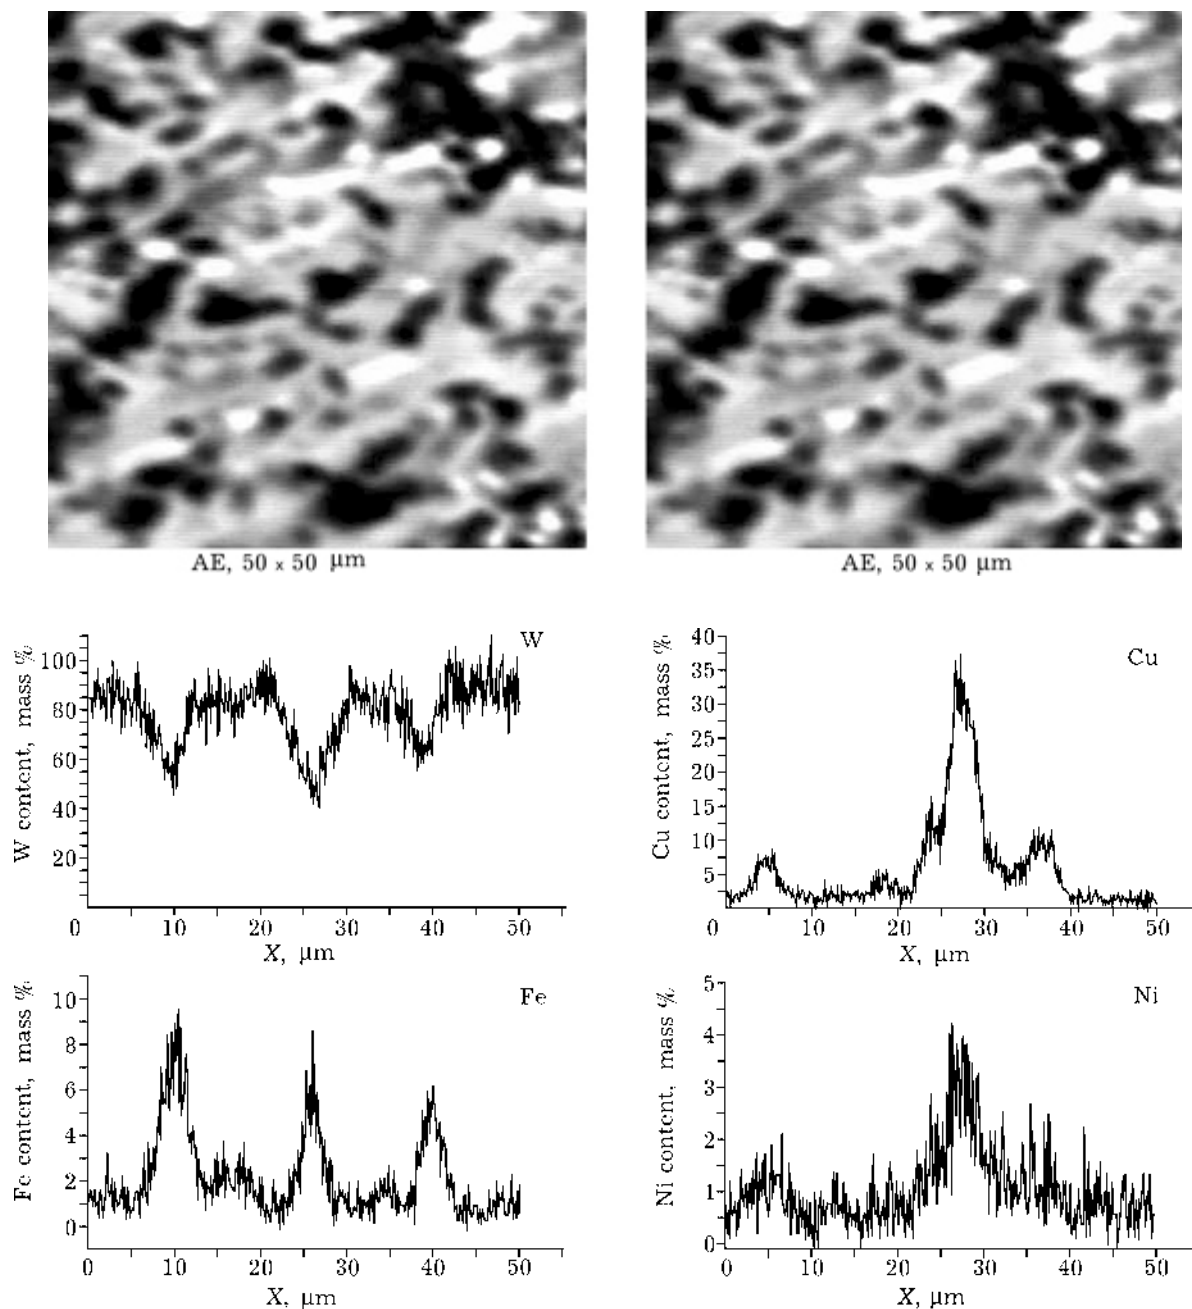 AE, 50 × 50 μm
AE, 50 × 50 μm
W
W content, mass %
100
80
60
40
20
0 10 20 30 40 50
X, μm
Cu
Cu content, mass %
40
35
30
25
20
15
10
5
0 10 20 30 40 50
X, μm
Fe
Fe content, mass %
10
8
6
4
2
0
0 10 20 30 40 50
X, μm
Ni
Ni content, mass %
5
4
3
2
1
0
0 10 20 30 40 50
X, μm